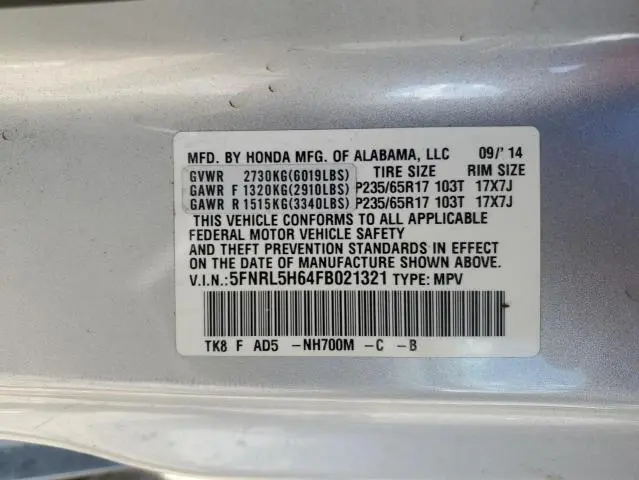 MFD. BY HONDA MFG. OF ALABAMA, LLC 09/' 14
GVWR 2730KG(6019LBS) TIRE SIZE RIM SIZE
GAWR F 1320KG(2910LBS) P235/65R17 103T 17X7J
GAWR R 1515KG(3340LBS) P235/65R17 103T 17X7J
THIS VEHICLE CONFORMS TO ALL APPLICABLE
FEDERAL MOTOR VEHICLE SAFETY
AND THEFT PREVENTION STANDARDS IN EFFECT
ON THE DATE OF MANUFACTURE SHOWN ABOVE.
V.I.N.: 5FNRL5H64FB021321 TYPE: MPV
TK8 F AD5 -NH700M -C -B